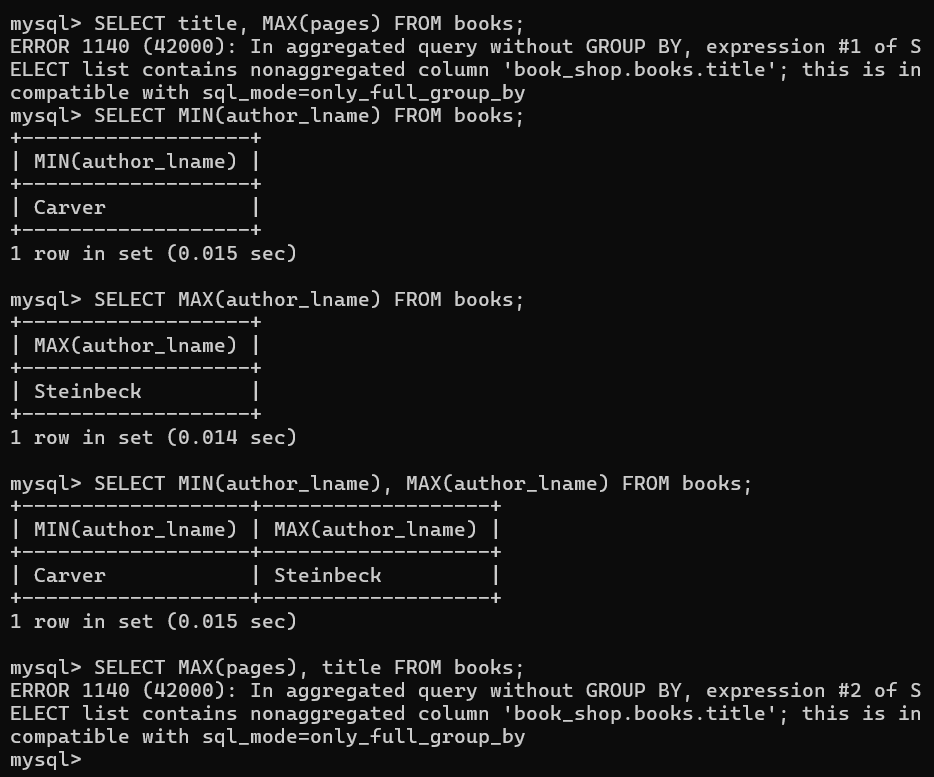 mysql> SELECT title, MAX(pages) FROM books;
ERROR 1140 (42000): In aggregated query without GROUP BY, expression #1 of S
ELECT list contains nonaggregated column 'book_shop.books.title'; this is in
compatible with sql_mode=only_full_group_by
mysql> SELECT MIN(author_lname) FROM books;
+-------------------+
| MIN(author_lname) |
+-------------------+
| Carver            |
+-------------------+
1 row in set (0.015 sec)

mysql> SELECT MAX(author_lname) FROM books;
+-------------------+
| MAX(author_lname) |
+-------------------+
| Steinbeck         |
+-------------------+
1 row in set (0.014 sec)

mysql> SELECT MIN(author_lname), MAX(author_lname) FROM books;
+-------------------+-------------------+
| MIN(author_lname) | MAX(author_lname) |
+-------------------+-------------------+
| Carver            | Steinbeck         |
+-------------------+-------------------+
1 row in set (0.015 sec)

mysql> SELECT MAX(pages), title FROM books;
ERROR 1140 (42000): In aggregated query without GROUP BY, expression #2 of S
ELECT list contains nonaggregated column 'book_shop.books.title'; this is in
compatible with sql_mode=only_full_group_by
mysql>